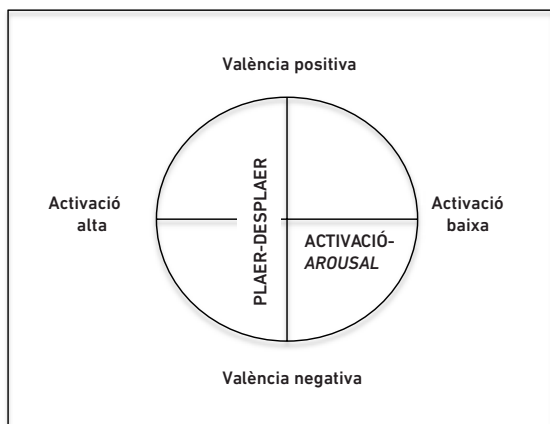 València positiva
Activació
alta
PLAER-DESPLAER
Activació
baixa
ACTIVACIÓ-
AROUSAL
València negativa